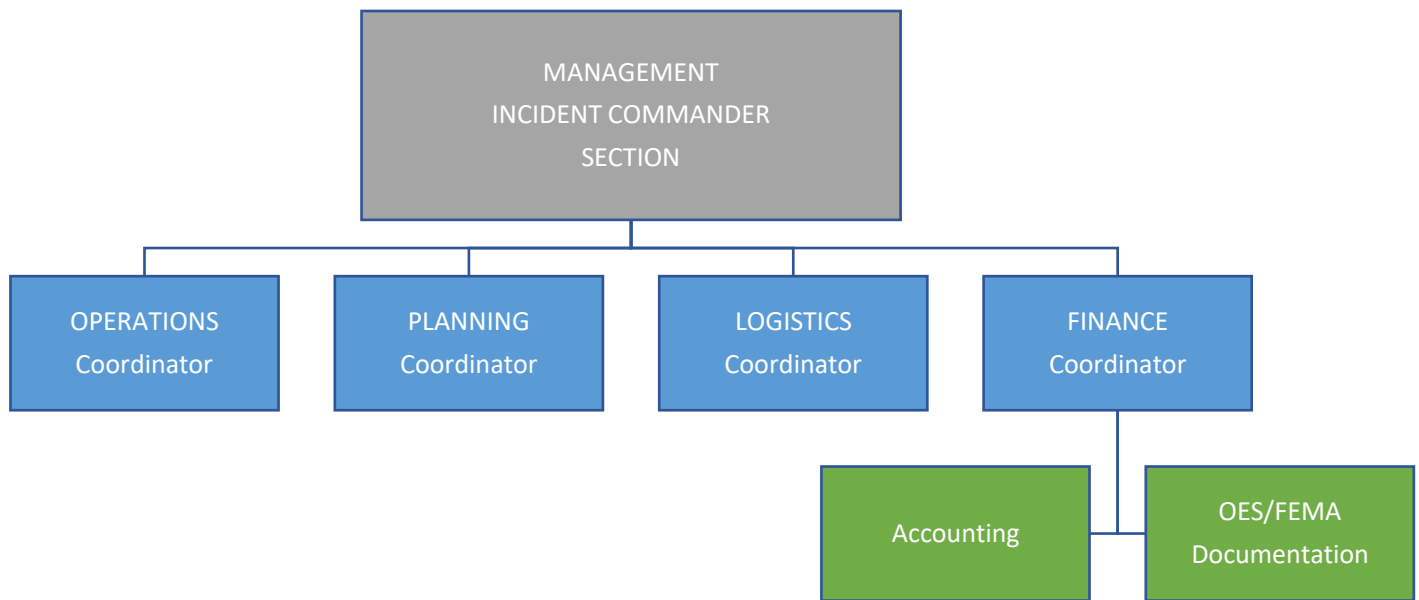 MANAGEMENT
INCIDENT COMMANDER
SECTION
OPERATIONS
Coordinator
PLANNING
Coordinator
LOGISTICS
Coordinator
FINANCE
Coordinator
Accounting
OES/FEMA
Documentation